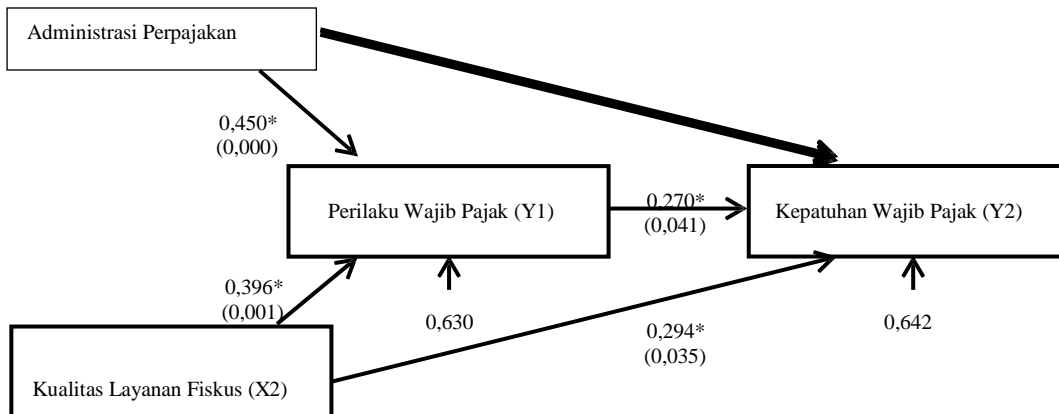 Administrasi Perpajakan
0,450*
(0,000)
Perilaku Wajib Pajak (Y1)
0,270*
(0,041)
Kepatuhan Wajib Pajak (Y2)
0,396*
(0,001)
0,630
0,294*
(0,035)
0,642
Kualitas Layanan Fiskus (X2)